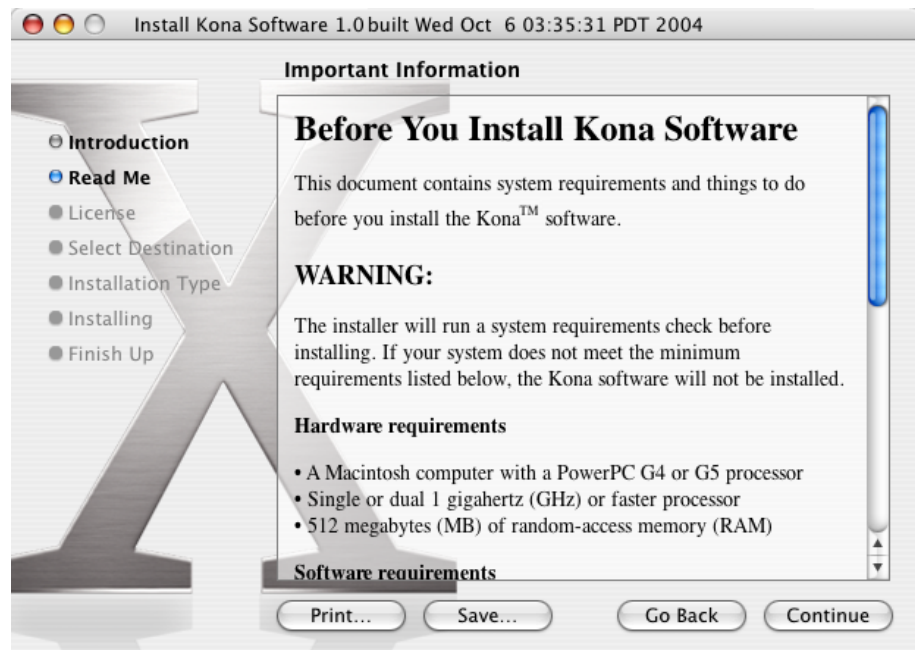 Install Kona Software 1.0 built Wed Oct 6 03:35:31 PDT 2004
Important Information
Introduction
Read Me
License
Select Destination
Installation Type
Installing
Finish Up
Before You Install Kona Software
This document contains system requirements and things to do
before you install the Kona™ software.
WARNING:
The installer will run a system requirements check before
installing. If your system does not meet the minimum
requirements listed below, the Kona software will not be installed.
Hardware requirements
• A Macintosh computer with a PowerPC G4 or G5 processor
• Single or dual 1 gigahertz (GHz) or faster processor
• 512 megabytes (MB) of random-access memory (RAM)
Software requirements
Print...
Save...
Go Back
Continue